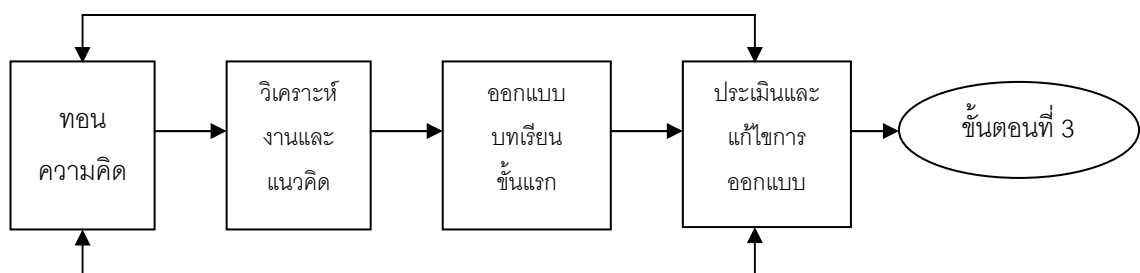 ทอน
ความคิด
วิเคราะห์
งานและ
แนวคิด
ออกแบบ
บทเรียน
ขั้นแรก
ประเมินและ
แก้ไขการ
ออกแบบ
ขั้นตอนที่ 3